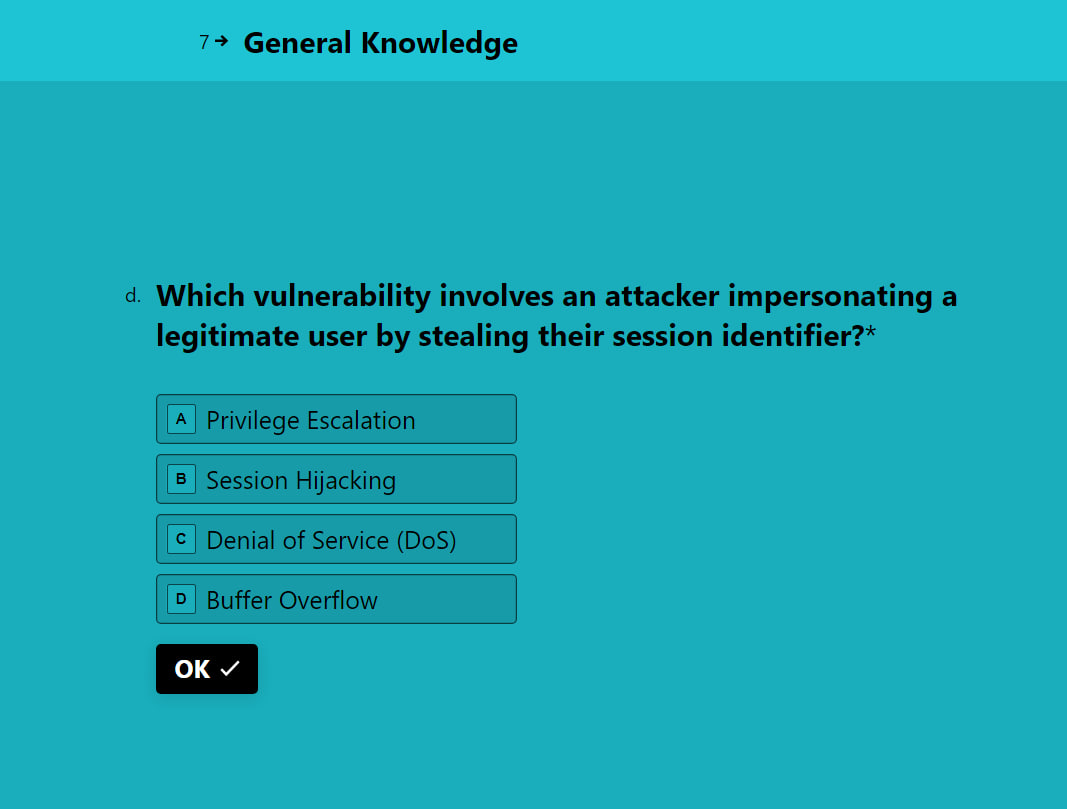 7→ General Knowledge
d. Which vulnerability involves an attacker impersonating a
legitimate user by stealing their session identifier?*
A Privilege Escalation
B Session Hijacking
C Denial of Service (DoS)
D Buffer Overflow
OK ✓